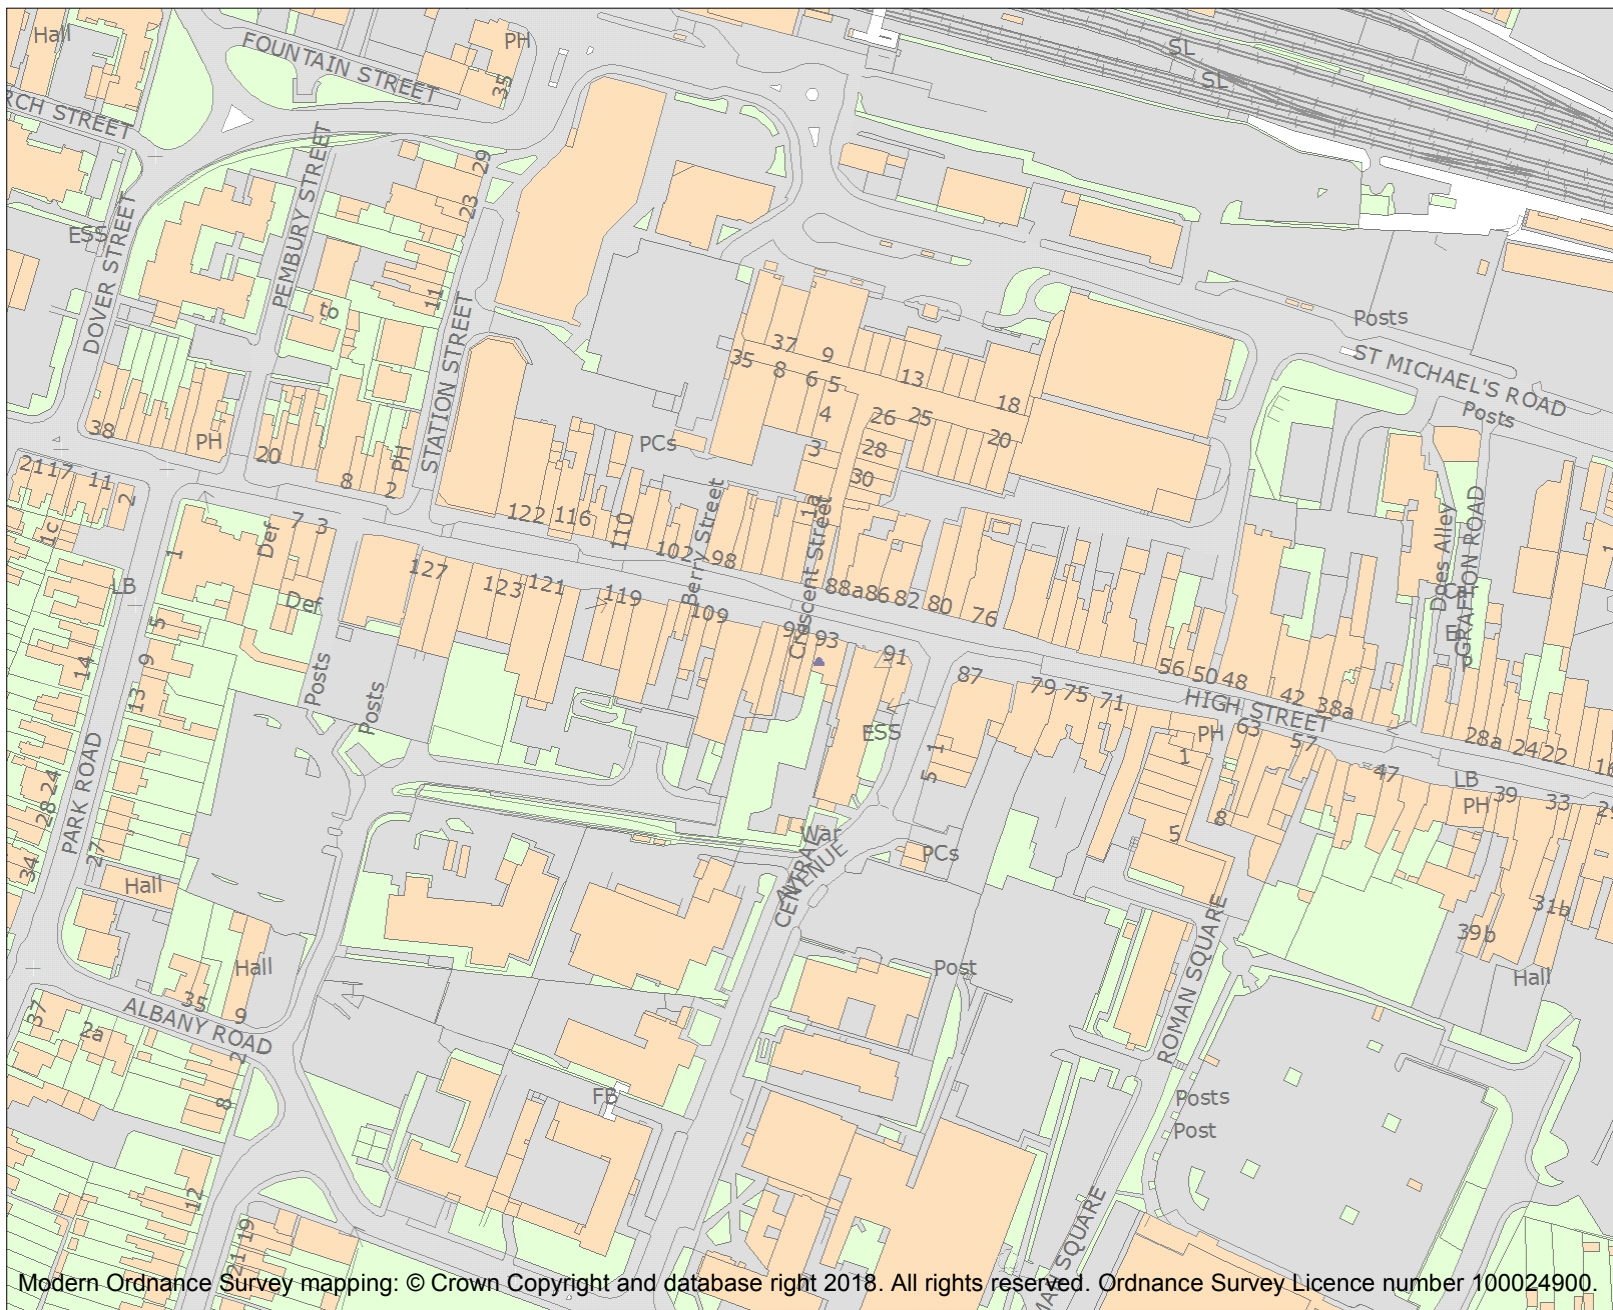 Hall
FOUNTAIN STREET
PH
35
SL
SL
RCH STREET
PEMBURY STREET
29
23
DOVER STREET
ESS
11
to
STATION STREET
Posts
ST MICHAEL'S ROAD
Posts
37
9
35
8
6
5
13
4
26
25
18
20
3
28
30
1a
38
PH
20
8
2
PH
PCs
2117
11
2
1c
122
116
110
102
98
Berry Street
Crescent Street
88a
86
82
80
76
Does Alley
GRAFTON ROAD
7
3
Def
Def
1
LB
127
123
121
119
109
93
91
87
79
75
71
56
50
48
42
38a
HIGH STREET
28a
24
22
16
5
9
14
13
Posts
Posts
ESS
1
5
PH
63
57
47
LB
PH
39
33
29
1
8
5
PARK ROAD
24
28
34
27
Hall
War
CENTRAL
AVENUE
PCs
ROMAN SQUARE
31b
39b
Hall
Post
Hall
35
9
37
2a
ALBANY ROAD
2
8
FB
Posts
Post
12
19
21
MAN SQUARE
Modern Ordnance Survey mapping: © Crown Copyright and database right 2018. All rights reserved. Ordnance Survey Licence number 100024900.